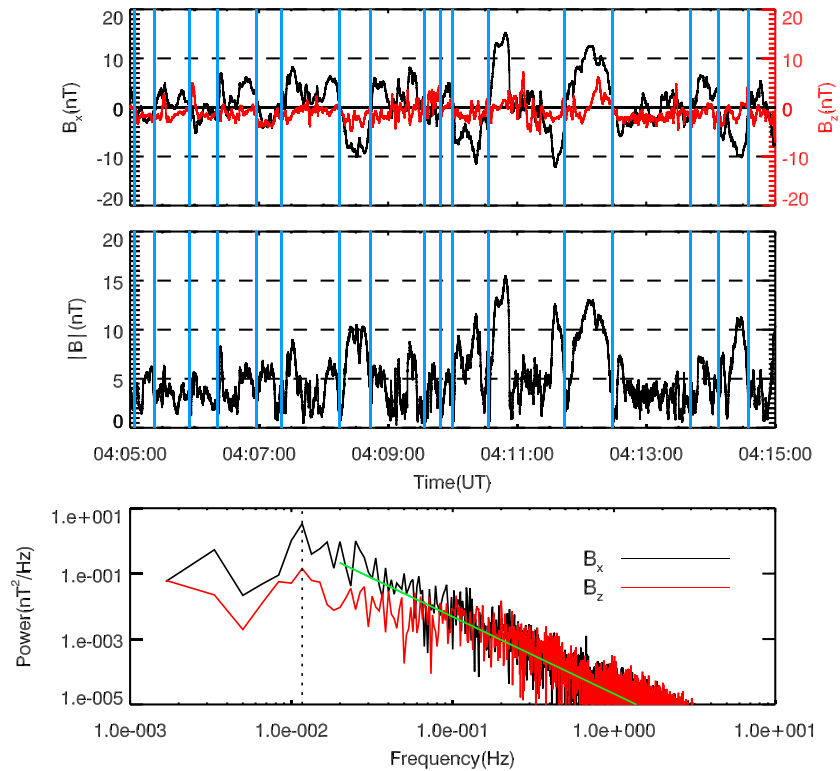 20 20
10 10
0 0
-10 -10
-20 -20
Bx(nT)
Bz(nT)
20
15
10
5
0
|B|(nT)
04:05:00 04:07:00 04:09:00 04:11:00 04:13:00 04:15:00
Time(UT)
1.e+001
1.e-001
1.e-003
1.e-005
Power(nT²/Hz)
Bx
Bz
1.0e-003 1.0e-002 1.0e-001 1.0e+000 1.0e+001
Frequency(Hz)